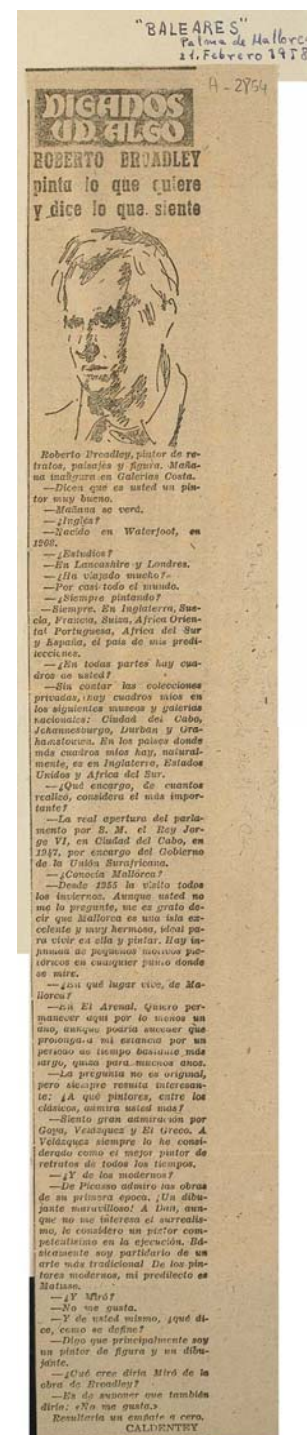 "BALEARES"
Palma de Mallorca
21. Febrero 1958
A - 2854
DIGANOS
UD. ALGO
ROBERTO BROADLEY
pinta lo que quiere
y dice lo que siente
Roberto Broadley, pintor de re-
tratos, paisajes y figura. Maña-
na inaugura en Galerías Costa.
—Dicen que es usted un pin-
tor muy bueno.
—Mañana se verá.
—¿Inglés?
—Nacido en Waterfoot, en
1908.
—¿Estudios?
—En Lancashire y Londres.
—¿Ha viajado mucho?
—Por casi todo el mundo.
—¿Siempre pintando?
—Siempre. En Inglaterra, Sue-
cia, Francia, Suiza, Africa Orien-
tal Portuguesa, Africa del Sur
y España, el país de mis predi-
lecciones.
—¿En todas partes hay cua-
dros de usted?
—Sin contar las colecciones
privadas, hay cuadros míos en
los siguientes museos y galerías
nacionales: Ciudad del Cabo,
Johannesburgo, Durban y Gra-
hamstowica. En los países donde
más cuadros míos hay, natural-
mente, es en Inglaterra, Estados
Unidos y Africa del Sur.
—¿Qué encargo, de cuantos
realizó, considera el más impor-
tante?
—La real apertura del parla-
mento por S. M. el Rey Jor-
ge VI, en Ciudad del Cabo, en
1947, por encargo del Gobierno
de la Unión Surafricana.
—¿Conocía Mallorca?
—Desde 1955 la visito todos
los inviernos. Aunque usted no
me lo pregunte, me es grato de-
cir que Mallorca es una isla ex-
celente y muy hermosa, ideal pa-
ra vivir en ella y pintar. Hay in-
finidad de pequeños motivos pic-
tóricos en cualquier punto donde
se mire.
—¿En qué lugar vive, de Ma-
llorca?
—En El Arenal. Quiero per-
manecer aquí por lo menos un
año, aunque podría suceder que
prolongara mi estancia por un
período de tiempo bastante más
largo, quizá para muchos años.
—La pregunta no es original,
pero siempre resulta interesan-
te: ¿A qué pintores, entre los
clásicos, admira usted más?
—Siento gran admiración por
Goya, Velázquez y El Greco. A
Velázquez siempre lo he consi-
derado como el mejor pintor de
retratos de todos los tiempos.
—¿Y de los modernos?
—De Picasso admiro las obras
de su primera época. ¡Un dibu-
jante maravilloso! A Dalí, aun-
que no me interesa el surrealis-
mo, le considero un pintor com-
petentísimo en la ejecución. Bá-
sicamente soy partidario de un
arte más tradicional De los pin-
tores modernos, mi predilecto es
Matisse.
—¿Y Miró?
—No me gusta.
—Y de usted mismo, ¿qué di-
ce, cómo se define?
—Digo que principalmente soy
un pintor de figura y un dibu-
jante.
—¿Qué cree diría Miró de la
obra de Broadley?
—Es de suponer que también
diría: «No me gusta.»
Resultaría un empate a cero.
CALDENTEY